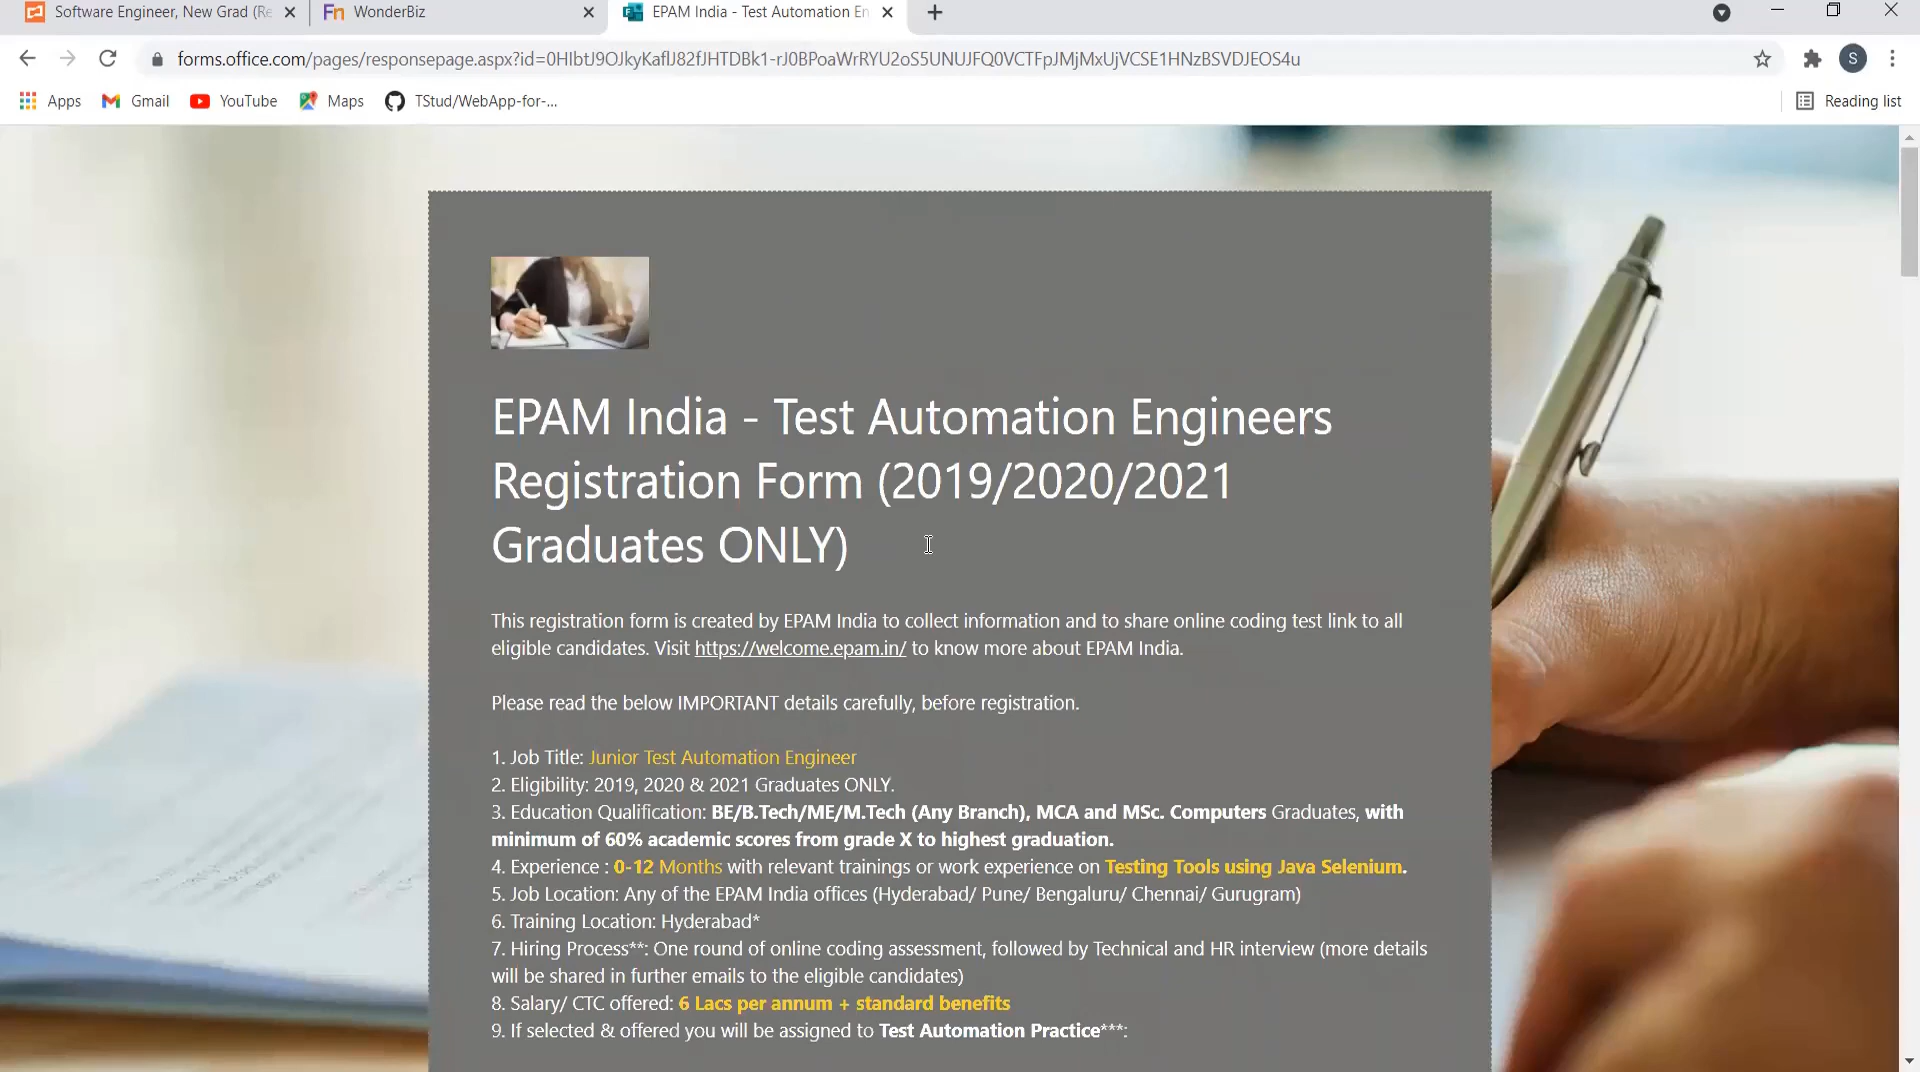 Software Engineer, New Grad (Re
WonderBiz
EPAM India - Test Automation En
forms.office.com/pages/responsepage.aspx?id=0HIbtJ9OJkyKaflJ82fJHTDBk1-rJ0BPoaWrRYU2oS5UNUJFQ0VCTFpJMjMxUjVCSE1HNzBSVDJEOS4u
S
Apps
Gmail
YouTube
Maps
TStud/WebApp-for-...
Reading list
EPAM India - Test Automation Engineers
Registration Form (2019/2020/2021
Graduates ONLY)
This registration form is created by EPAM India to collect information and to share online coding test link to all
eligible candidates. Visit https://welcome.epam.in/ to know more about EPAM India.
Please read the below IMPORTANT details carefully, before registration.
1. Job Title: Junior Test Automation Engineer
2. Eligibility: 2019, 2020 & 2021 Graduates ONLY.
3. Education Qualification: BE/B.Tech/ME/M.Tech (Any Branch), MCA and MSc. Computers Graduates, with
minimum of 60% academic scores from grade X to highest graduation.
4. Experience : 0-12 Months with relevant trainings or work experience on Testing Tools using Java Selenium.
5. Job Location: Any of the EPAM India offices (Hyderabad/ Pune/ Bengaluru/ Chennai/ Gurugram)
6. Training Location: Hyderabad*
7. Hiring Process**: One round of online coding assessment, followed by Technical and HR interview (more details
will be shared in further emails to the eligible candidates)
8. Salary/ CTC offered: 6 Lacs per annum + standard benefits
9. If selected & offered you will be assigned to Test Automation Practice***: